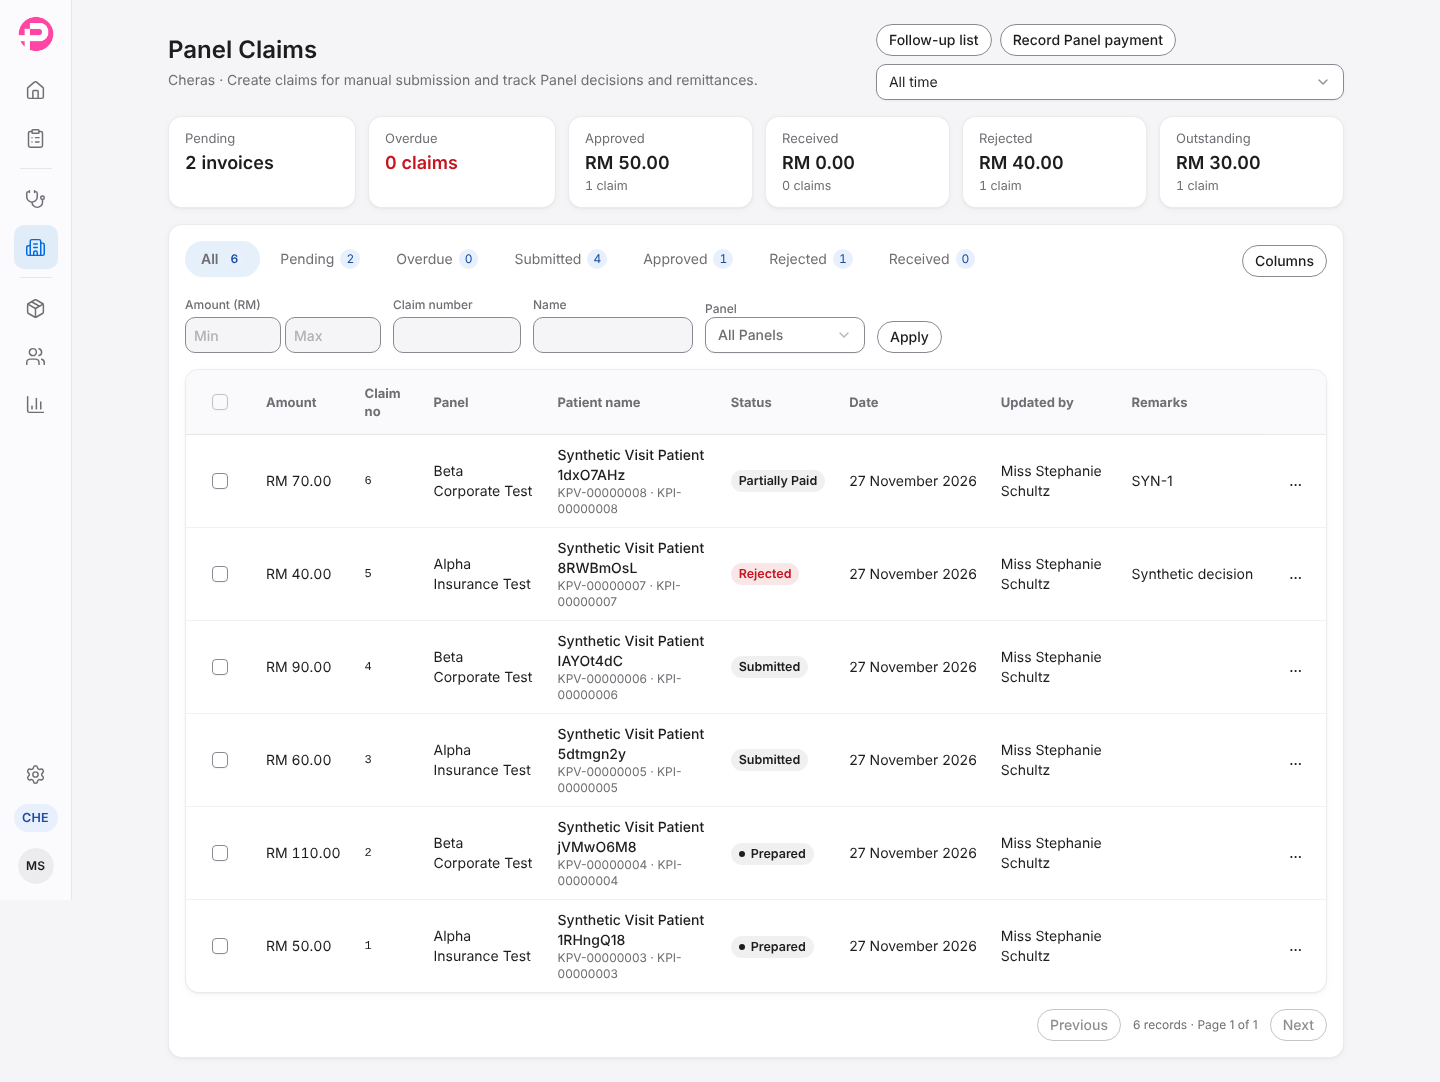 Panel Claims
Cheras · Create claims for manual submission and track Panel decisions and remittances.
Follow-up list
Record Panel payment
All time
Pending
2 invoices
Overdue
0 claims
Approved
RM 50.00
1 claim
Received
RM 0.00
0 claims
Rejected
RM 40.00
1 claim
Outstanding
RM 30.00
1 claim
All 6
Pending 2
Overdue 0
Submitted 4
Approved 1
Rejected 1
Received 0
Columns
Amount (RM)
Min
Max
Claim number
Name
Panel
All Panels
Apply
Amount
Claim
no
Panel
Patient name
Status
Date
Updated by
Remarks
RM 70.00
6
Beta
Corporate Test
Synthetic Visit Patient
1dxO7AHz
KPV-00000008 · KPI-
00000008
Partially Paid
27 November 2026
Miss Stephanie
Schultz
SYN-1
...
RM 40.00
5
Alpha
Insurance Test
Synthetic Visit Patient
8RWBmOsL
KPV-00000007 · KPI-
00000007
Rejected
27 November 2026
Miss Stephanie
Schultz
Synthetic decision
...
RM 90.00
4
Beta
Corporate Test
Synthetic Visit Patient
IAYOt4dC
KPV-00000006 · KPI-
00000006
Submitted
27 November 2026
Miss Stephanie
Schultz
...
RM 60.00
3
Alpha
Insurance Test
Synthetic Visit Patient
5dtmgn2y
KPV-00000005 · KPI-
00000005
Submitted
27 November 2026
Miss Stephanie
Schultz
...
RM 110.00
2
Beta
Corporate Test
Synthetic Visit Patient
jVMwO6M8
KPV-00000004 · KPI-
00000004
Prepared
27 November 2026
Miss Stephanie
Schultz
...
RM 50.00
1
Alpha
Insurance Test
Synthetic Visit Patient
1RHngQ18
KPV-00000003 · KPI-
00000003
Prepared
27 November 2026
Miss Stephanie
Schultz
...
Previous
6 records · Page 1 of 1
Next
CHE
MS